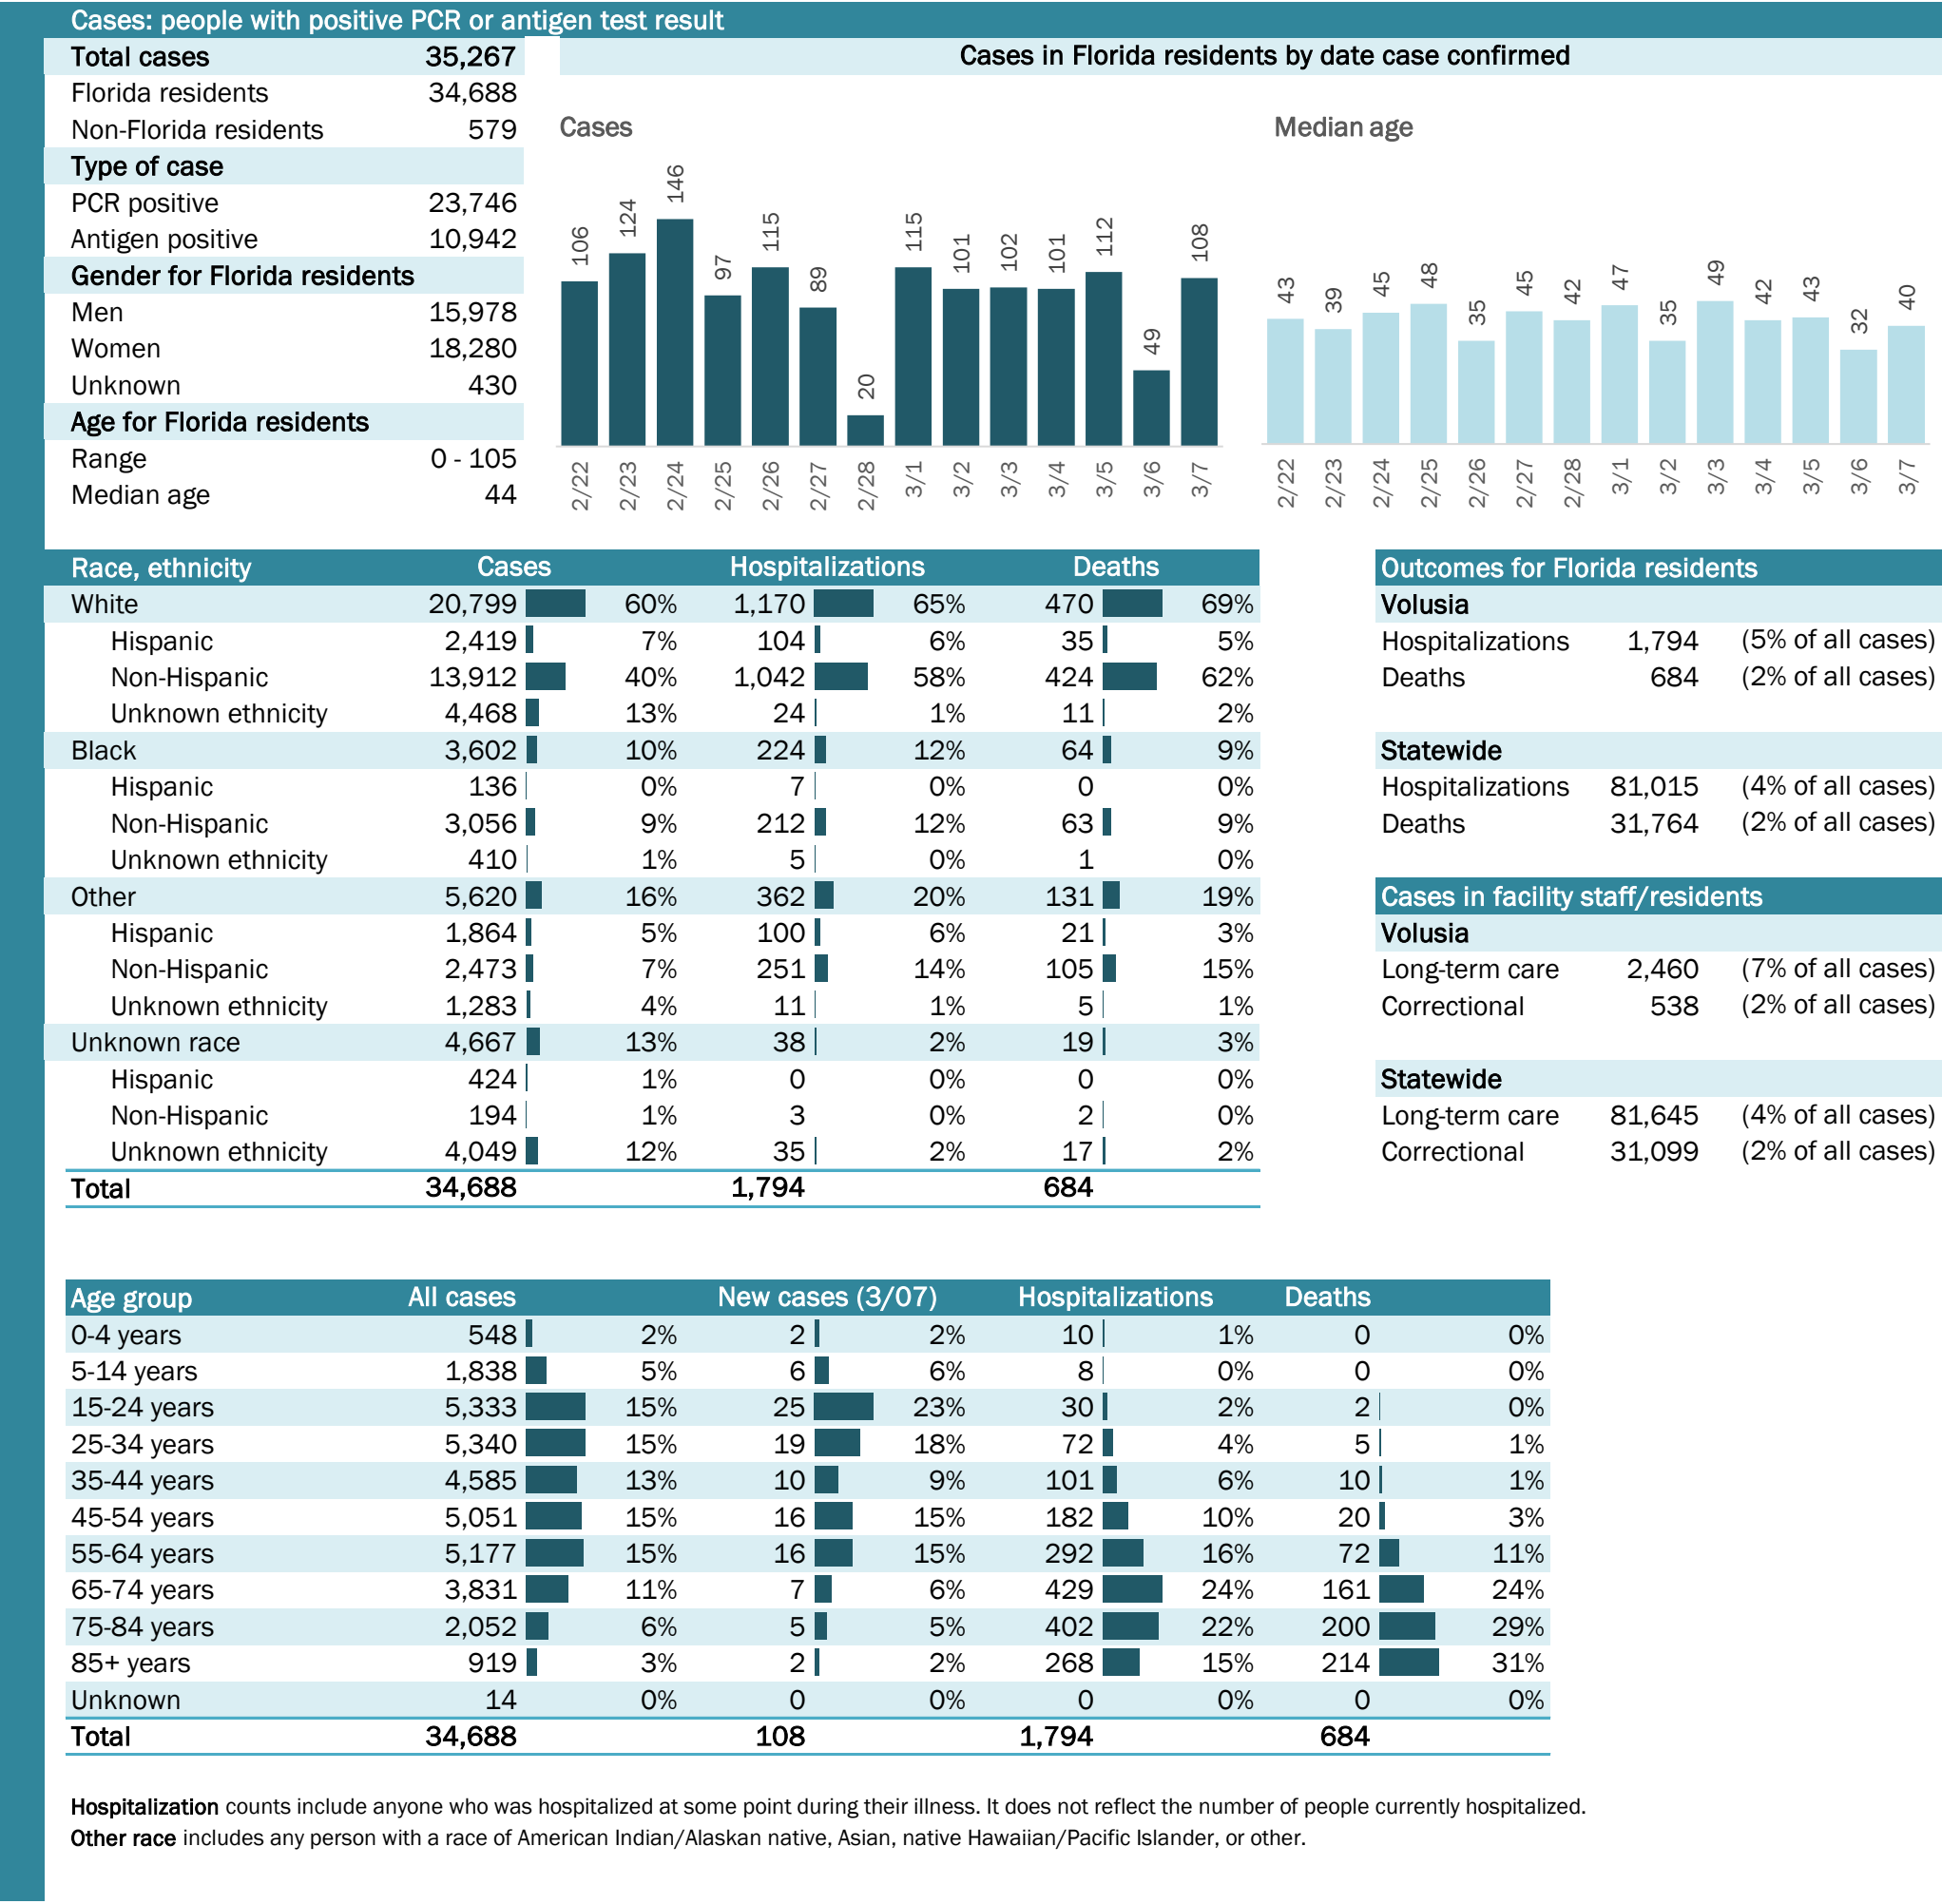 Cases: people with positive PCR or antigen test result
Total cases 35,267
Florida residents 34,688
Non-Florida residents 579
Type of case
PCR positive 23,746
Antigen positive 10,942
Gender for Florida residents
Men 15,978
Women 18,280
Unknown 430
Age for Florida residents
Range 0 - 105
Median age 44
Cases in Florida residents by date case confirmed
Cases
106 124 146 97 115 89 20 115 101 102 101 112 49 108
2/22 2/23 2/24 2/25 2/26 2/27 2/28 3/1 3/2 3/3 3/4 3/5 3/6 3/7
Median age
43 39 45 48 35 45 42 47 35 49 42 43 32 40
2/22 2/23 2/24 2/25 2/26 2/27 2/28 3/1 3/2 3/3 3/4 3/5 3/6 3/7
Race, ethnicity Cases Hospitalizations Deaths
White 20,799 60% 1,170 65% 470 69%
Hispanic 2,419 7% 104 6% 35 5%
Non-Hispanic 13,912 40% 1,042 58% 424 62%
Unknown ethnicity 4,468 13% 24 1% 11 2%
Black 3,602 10% 224 12% 64 9%
Hispanic 136 0% 7 0% 0 0%
Non-Hispanic 3,056 9% 212 12% 63 9%
Unknown ethnicity 410 1% 5 0% 1 0%
Other 5,620 16% 362 20% 131 19%
Hispanic 1,864 5% 100 6% 21 3%
Non-Hispanic 2,473 7% 251 14% 105 15%
Unknown ethnicity 1,283 4% 11 1% 5 1%
Unknown race 4,667 13% 38 2% 19 3%
Hispanic 424 1% 0 0% 0 0%
Non-Hispanic 194 1% 3 0% 2 0%
Unknown ethnicity 4,049 12% 35 2% 17 2%
Total 34,688 1,794 684
Outcomes for Florida residents
Volusia
Hospitalizations 1,794 (5% of all cases)
Deaths 684 (2% of all cases)
Statewide
Hospitalizations 81,015 (4% of all cases)
Deaths 31,764 (2% of all cases)
Cases in facility staff/residents
Volusia
Long-term care 2,460 (7% of all cases)
Correctional 538 (2% of all cases)
Statewide
Long-term care 81,645 (4% of all cases)
Correctional 31,099 (2% of all cases)
Age group All cases New cases (3/07) Hospitalizations Deaths
0-4 years 548 2% 2 2% 10 1% 0 0%
5-14 years 1,838 5% 6 6% 8 0% 0 0%
15-24 years 5,333 15% 25 23% 30 2% 2 0%
25-34 years 5,340 15% 19 18% 72 4% 5 1%
35-44 years 4,585 13% 10 9% 101 6% 10 1%
45-54 years 5,051 15% 16 15% 182 10% 20 3%
55-64 years 5,177 15% 16 15% 292 16% 72 11%
65-74 years 3,831 11% 7 6% 429 24% 161 24%
75-84 years 2,052 6% 5 5% 402 22% 200 29%
85+ years 919 3% 2 2% 268 15% 214 31%
Unknown 14 0% 0 0% 0 0% 0 0%
Total 34,688 108 1,794 684
Hospitalization counts include anyone who was hospitalized at some point during their illness. It does not reflect the number of people currently hospitalized.
Other race includes any person with a race of American Indian/Alaskan native, Asian, native Hawaiian/Pacific Islander, or other.